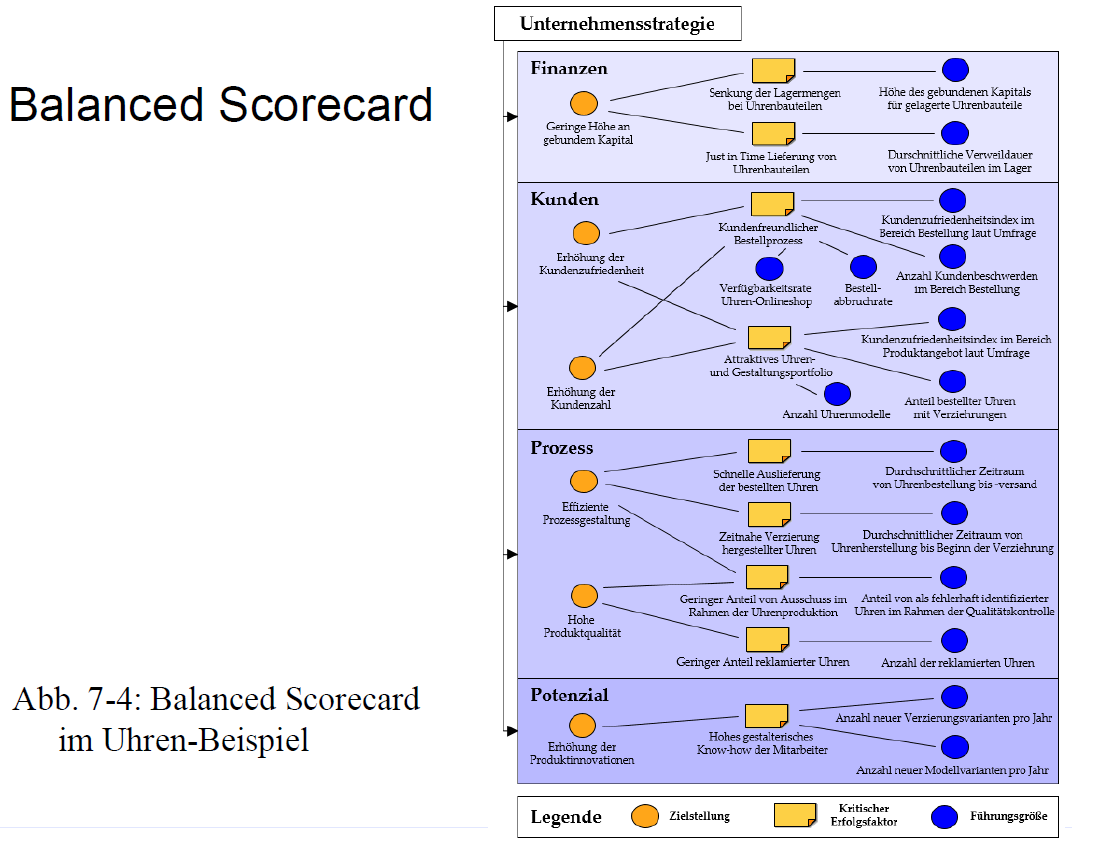 Balanced Scorecard
Abb. 7-4: Balanced Scorecard
im Uhren-Beispiel
Unternehmensstrategie
Finanzen
Geringe Höhe an
gebundem Kapital
Senkung der Lagermengen
bei Uhrenbauteilen
Höhe des gebundenen Kapitals
für gelagerte Uhrenbauteile
Just in Time Lieferung von
Uhrenbauteilen
Durschnittliche Verweildauer
von Uhrenbauteilen im Lager
Kunden
Erhöhung der
Kundenzufriedenheit
Kundenfreundlicher
Bestellprozess
Kundenzufriedenheitsindex im
Bereich Bestellung laut Umfrage
Anzahl Kundenbeschwerden
im Bereich Bestellung
Verfügbarkeitsrate
Uhren-Onlineshop
Bestell-
abbruchrate
Erhöhung der
Kundenzahl
Attraktives Uhren-
und Gestaltungsportfolio
Kundenzufriedenheitsindex im Bereich
Produktangebot laut Umfrage
Anteil bestellter Uhren
mit Verziehrungen
Anzahl Uhrenmodelle
Prozess
Effiziente
Prozessgestaltung
Schnelle Auslieferung
der bestellten Uhren
Durchschnittlicher Zeitraum
von Uhrenbestellung bis -versand
Zeitnahe Verzierung
hergestellter Uhren
Durchschnittlicher Zeitraum von
Uhrenherstellung bis Beginn der Verziehrung
Hohe
Produktqualität
Geringer Anteil von Ausschuss im
Rahmen der Uhrenproduktion
Anteil von als fehlerhaft identifizierter
Uhren im Rahmen der Qualitätskontrolle
Geringer Anteil reklamierter Uhren
Anzahl der reklamierten Uhren
Potenzial
Erhöhung der
Produktinnovationen
Hohes gestalterisches
Know-how der Mitarbeiter
Anzahl neuer Verzierungsvarianten pro Jahr
Anzahl neuer Modellvarianten pro Jahr
Legende
Zielstellung
Kritischer
Erfolgsfaktor
Führungsgröße